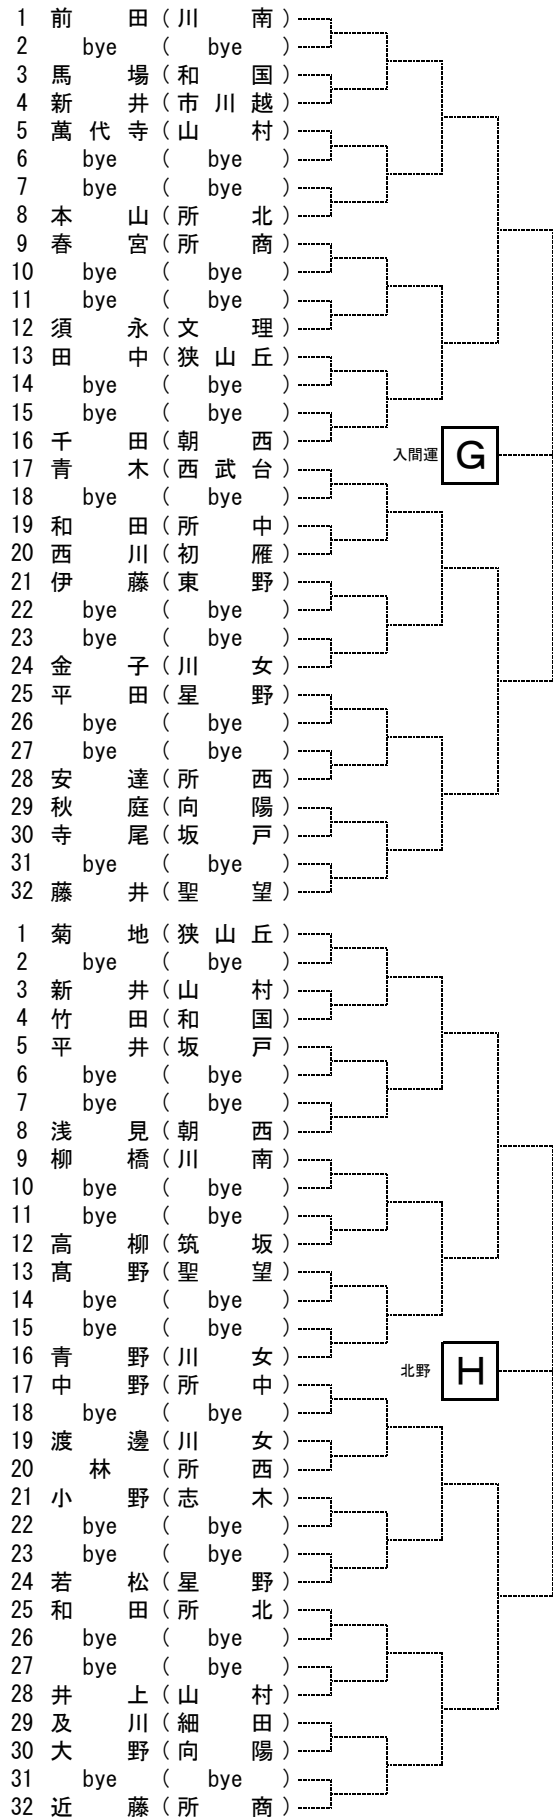 1 前田(川南)
2 bye(bye)
3 馬場(和国)
4 新井(市川越)
5 萬代寺(山村)
6 bye(bye)
7 bye(bye)
8 本山(所北)
9 春宮(所商)
10 bye(bye)
11 bye(bye)
12 須永(文理)
13 田中(狭山丘)
14 bye(bye)
15 bye(bye)
16 千田(朝西)
入間運 G
17 青木(西武台)
18 bye(bye)
19 和田(所中)
20 西川(初雁)
21 伊藤(東野)
22 bye(bye)
23 bye(bye)
24 金子(川女)
25 平田(星野)
26 bye(bye)
27 bye(bye)
28 安達(所西)
29 秋庭(向陽)
30 寺尾(坂戸)
31 bye(bye)
32 藤井(聖望)
1 菊地(狭山丘)
2 bye(bye)
3 新井(山村)
4 竹田(和国)
5 平井(坂戸)
6 bye(bye)
7 bye(bye)
8 浅見(朝西)
9 柳橋(川南)
10 bye(bye)
11 bye(bye)
12 高柳(筑坂)
13 髙野(聖望)
14 bye(bye)
15 bye(bye)
16 青野(川女)
北野 H
17 中野(所中)
18 bye(bye)
19 渡邊(川女)
20 林(所西)
21 小野(志木)
22 bye(bye)
23 bye(bye)
24 若松(星野)
25 和田(所北)
26 bye(bye)
27 bye(bye)
28 井上(山村)
29 及川(細田)
30 大野(向陽)
31 bye(bye)
32 近藤(所商)